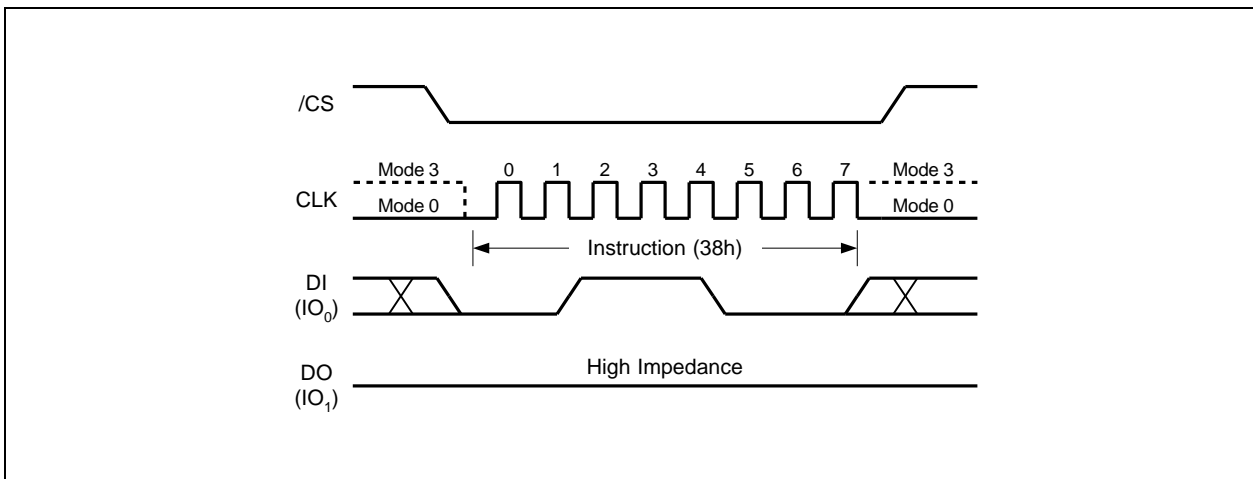 /CS
Mode 3 0 1 2 3 4 5 6 7 Mode 3
CLK
Mode 0 Mode 0
Instruction (38h)
DI
(IO₀)
High Impedance
DO
(IO₁)